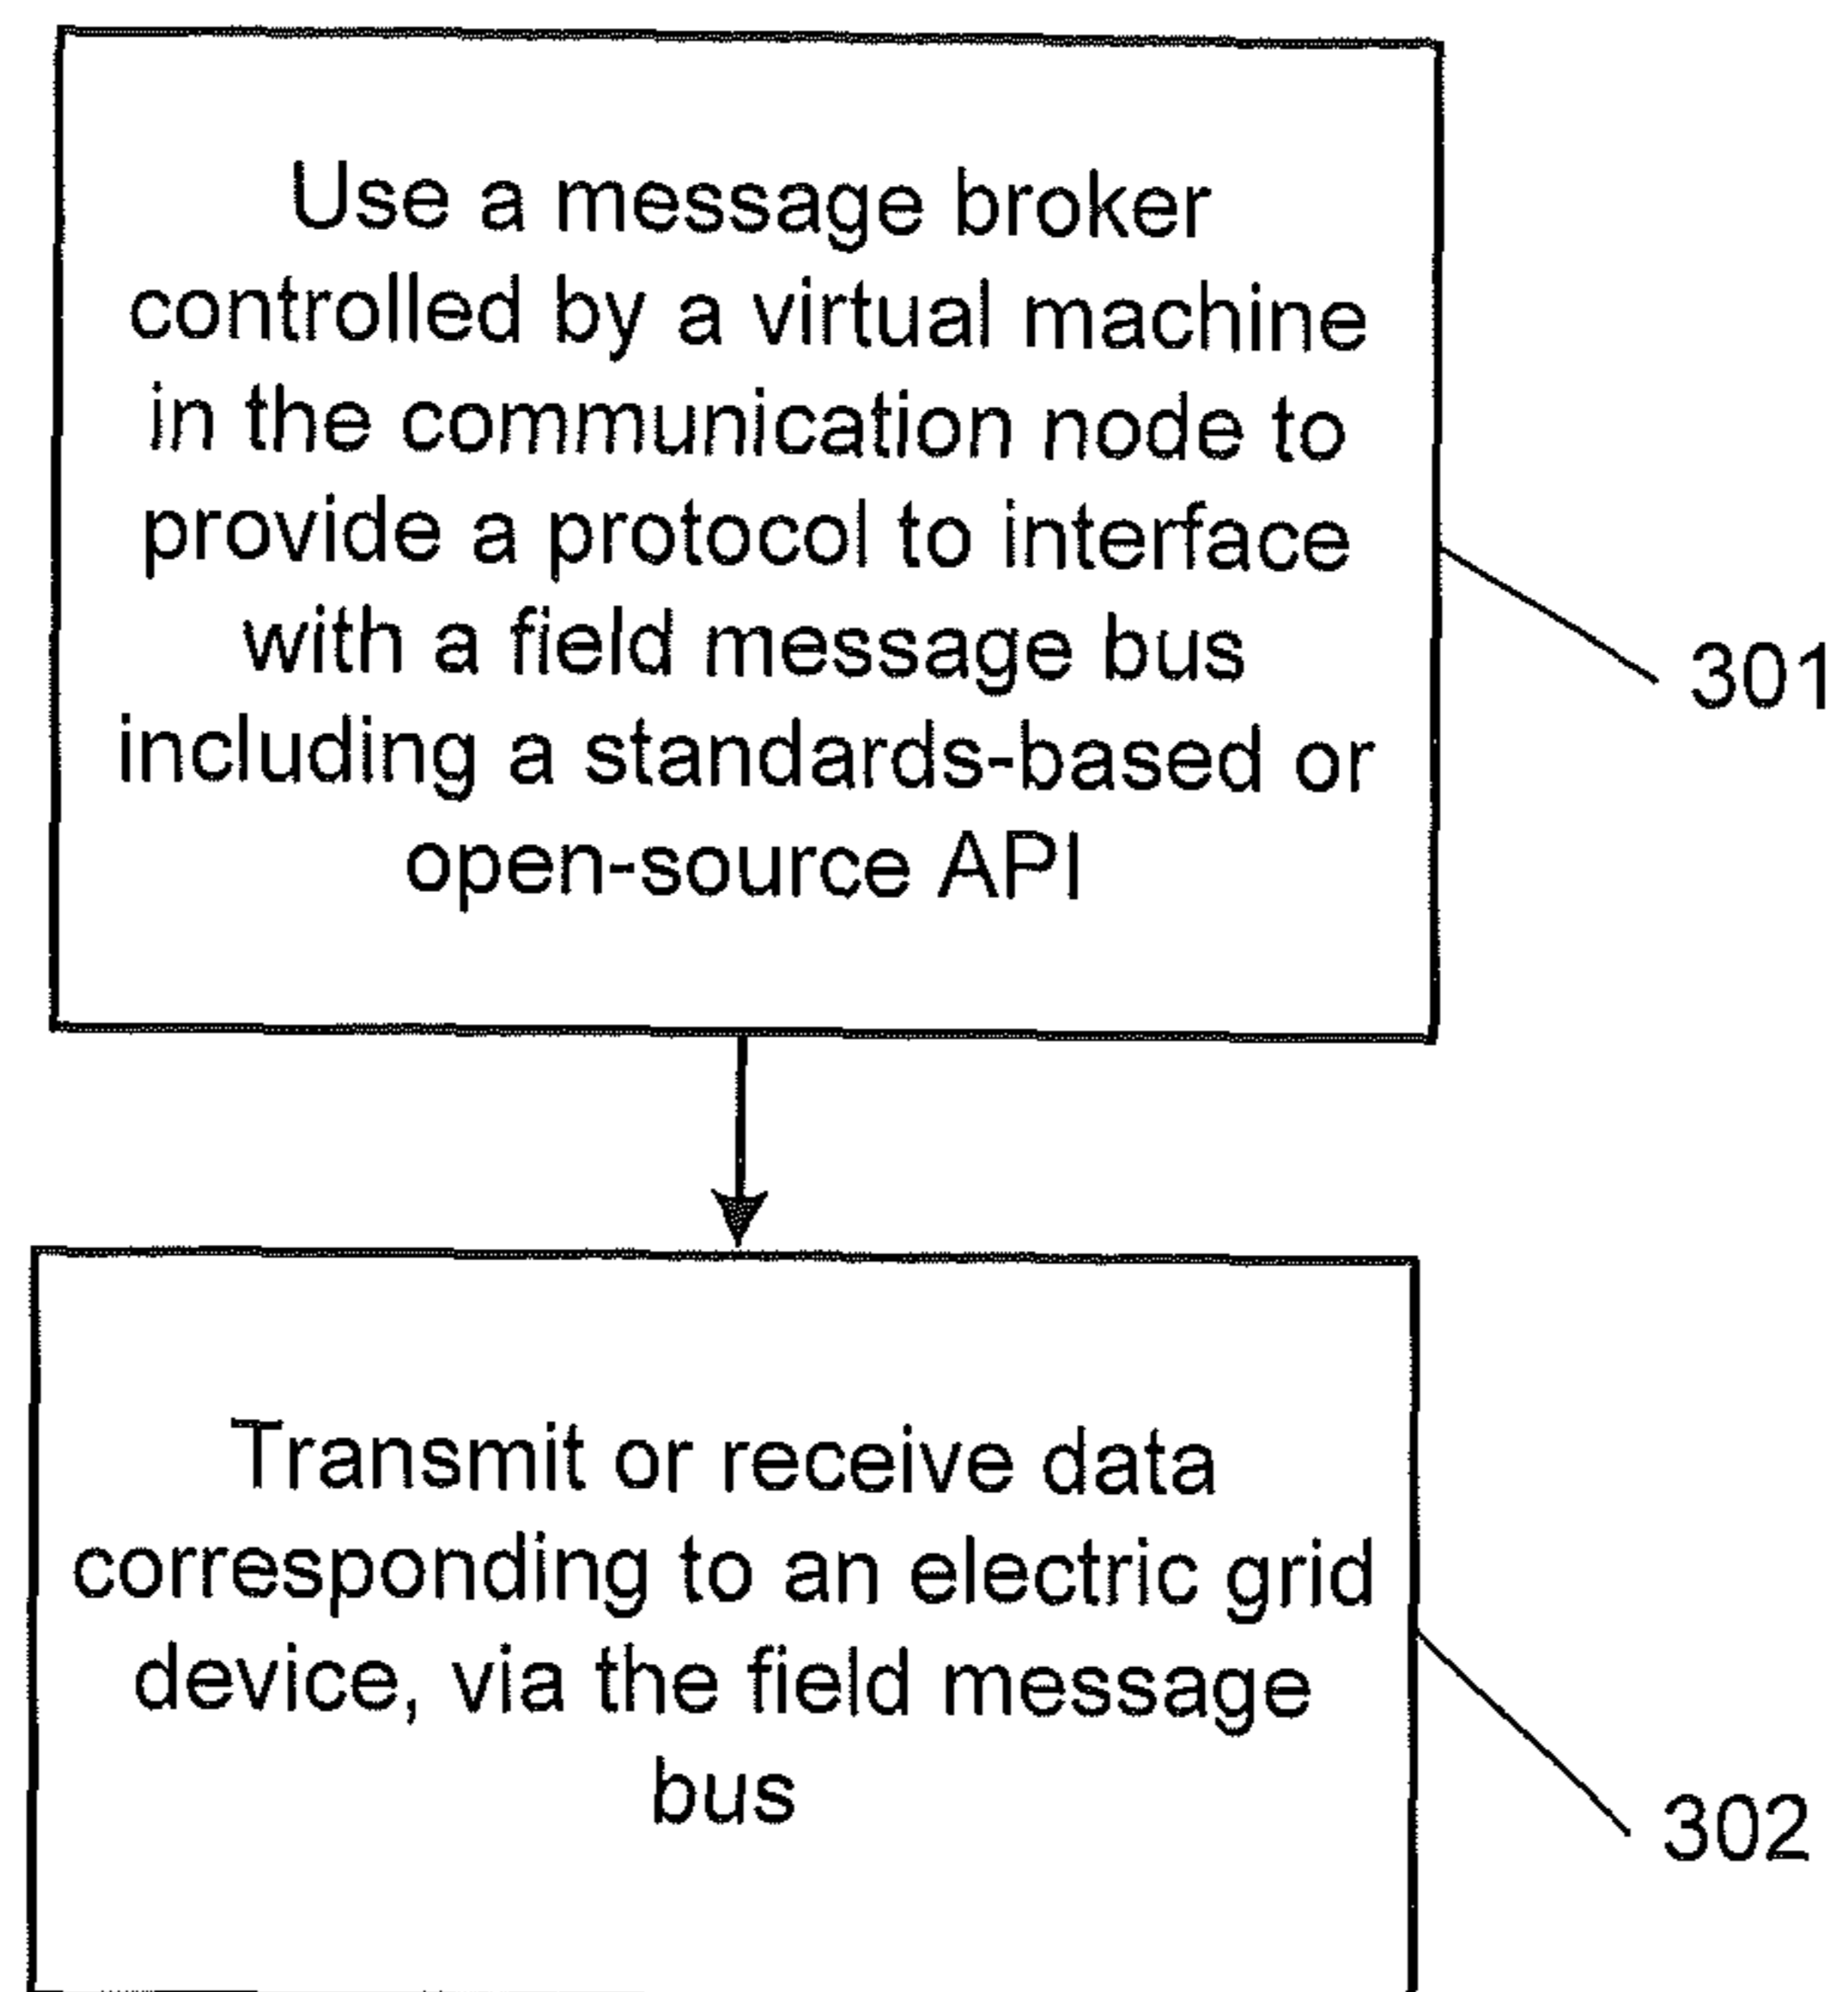 Use a message broker
controlled by a virtual machine
in the communication node to
provide a protocol to interface
with a field message bus
including a standards-based or
open-source API
301
Transmit or receive data
corresponding to an electric grid
device, via the field message
bus
302